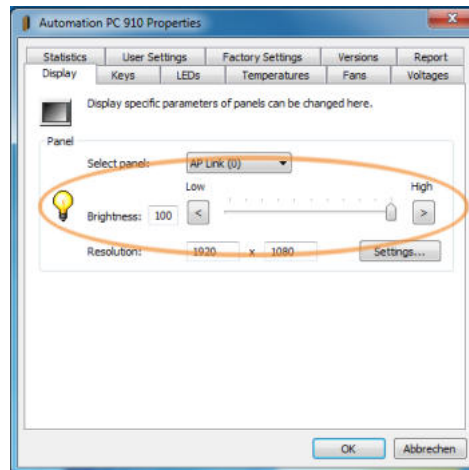 Automation PC 910 Properties
Statistics User Settings Factory Settings Versions Report
Display Keys LEDs Temperatures Fans Voltages
Display specific parameters of panels can be changed here.
Panel
Select panel: AP Link (0)
Low High
Brightness: 100 < >
Resolution: 1920 x 1080 Settings...
OK Abbrechen